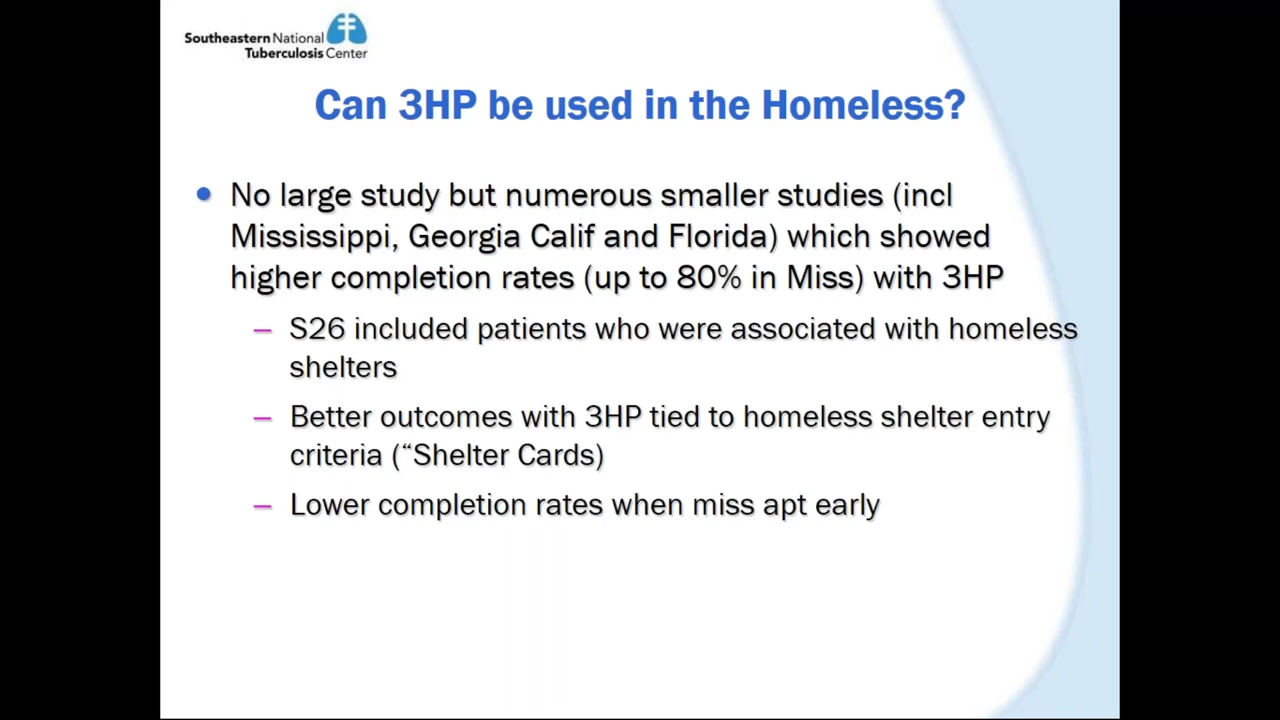 Southeastern National
Tuberculosis Center
Can 3HP be used in the Homeless?
• No large study but numerous smaller studies (incl
Mississippi, Georgia Calif and Florida) which showed
higher completion rates (up to 80% in Miss) with 3HP
– S26 included patients who were associated with homeless
shelters
– Better outcomes with 3HP tied to homeless shelter entry
criteria (“Shelter Cards)
– Lower completion rates when miss apt early